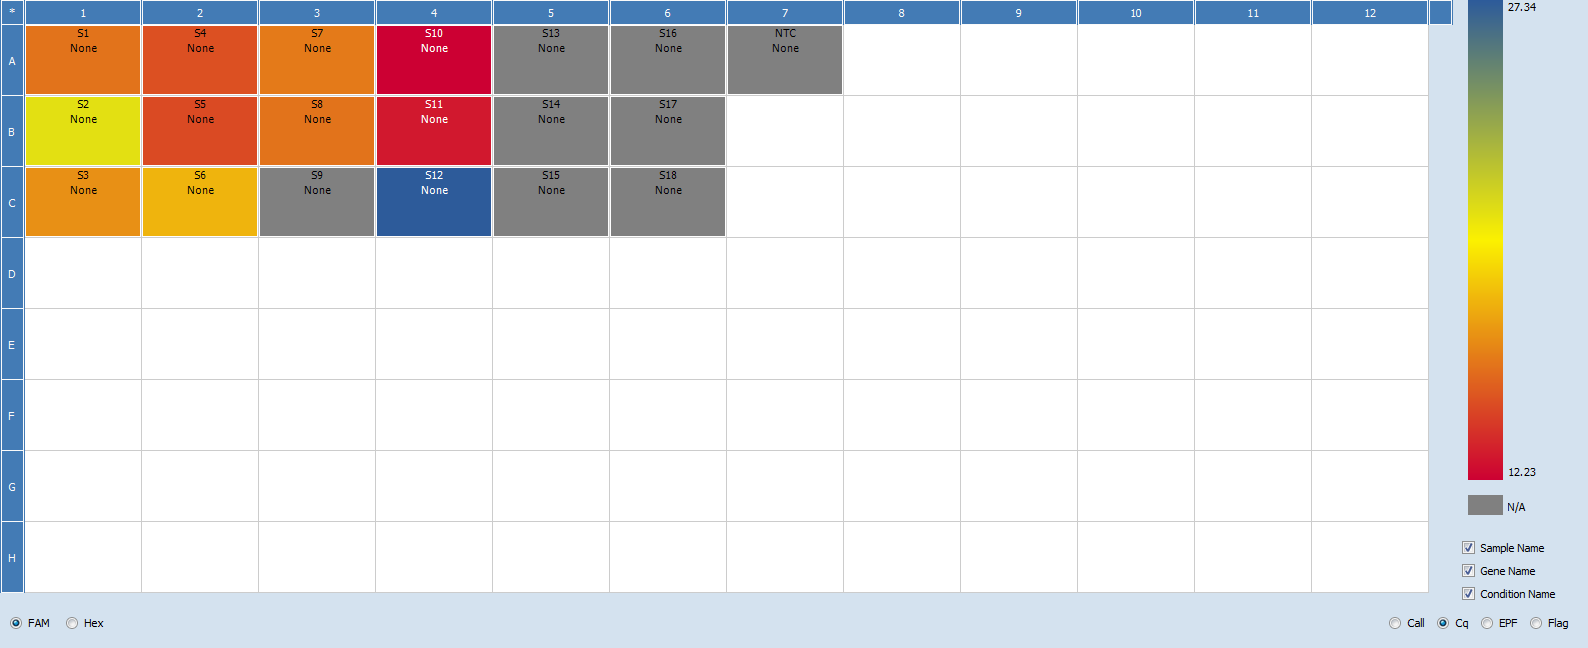 * 1 2 3 4 5 6 7 8 9 10 11 12
27.34
A
S1 S4 S7 S10 S13 S16 NTC
None None None None None None None
B
S2 S5 S8 S11 S14 S17
None None None None None None
C
S3 S6 S9 S12 S15 S18
None None None None None None
D
E
F
G
H
12.23
N/A
Sample Name
Gene Name
Condition Name
FAM Hex Call Cq EPF Flag